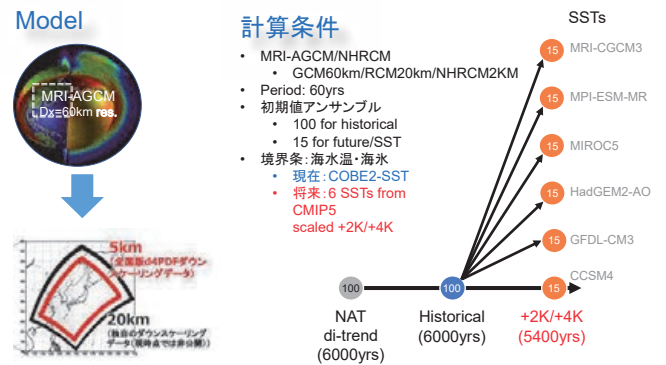 Model
MRI-AGCM
Dx=60km res.
5km
(全国版d4PDFダウン
スケーリングデータ)
20km
(独自のダウンスケーリング
データ(現時点では非公開))
計算条件
• MRI-AGCM/NHRCM
• GCM60km/RCM20km/NHRCM2KM
• Period: 60yrs
• 初期値アンサンブル
• 100 for historical
• 15 for future/SST
• 境界条:海水温・海氷
• 現在:COBE2-SST
• 将来:6 SSTs from
CMIP5
scaled +2K/+4K
SSTs
15 MRI-CGCM3
15 MPI-ESM-MR
15 MIROC5
15 HadGEM2-AO
15 GFDL-CM3
CCSM4
100 100 15
NAT
di-trend
(6000yrs)
Historical
(6000yrs)
+2K/+4K
(5400yrs)